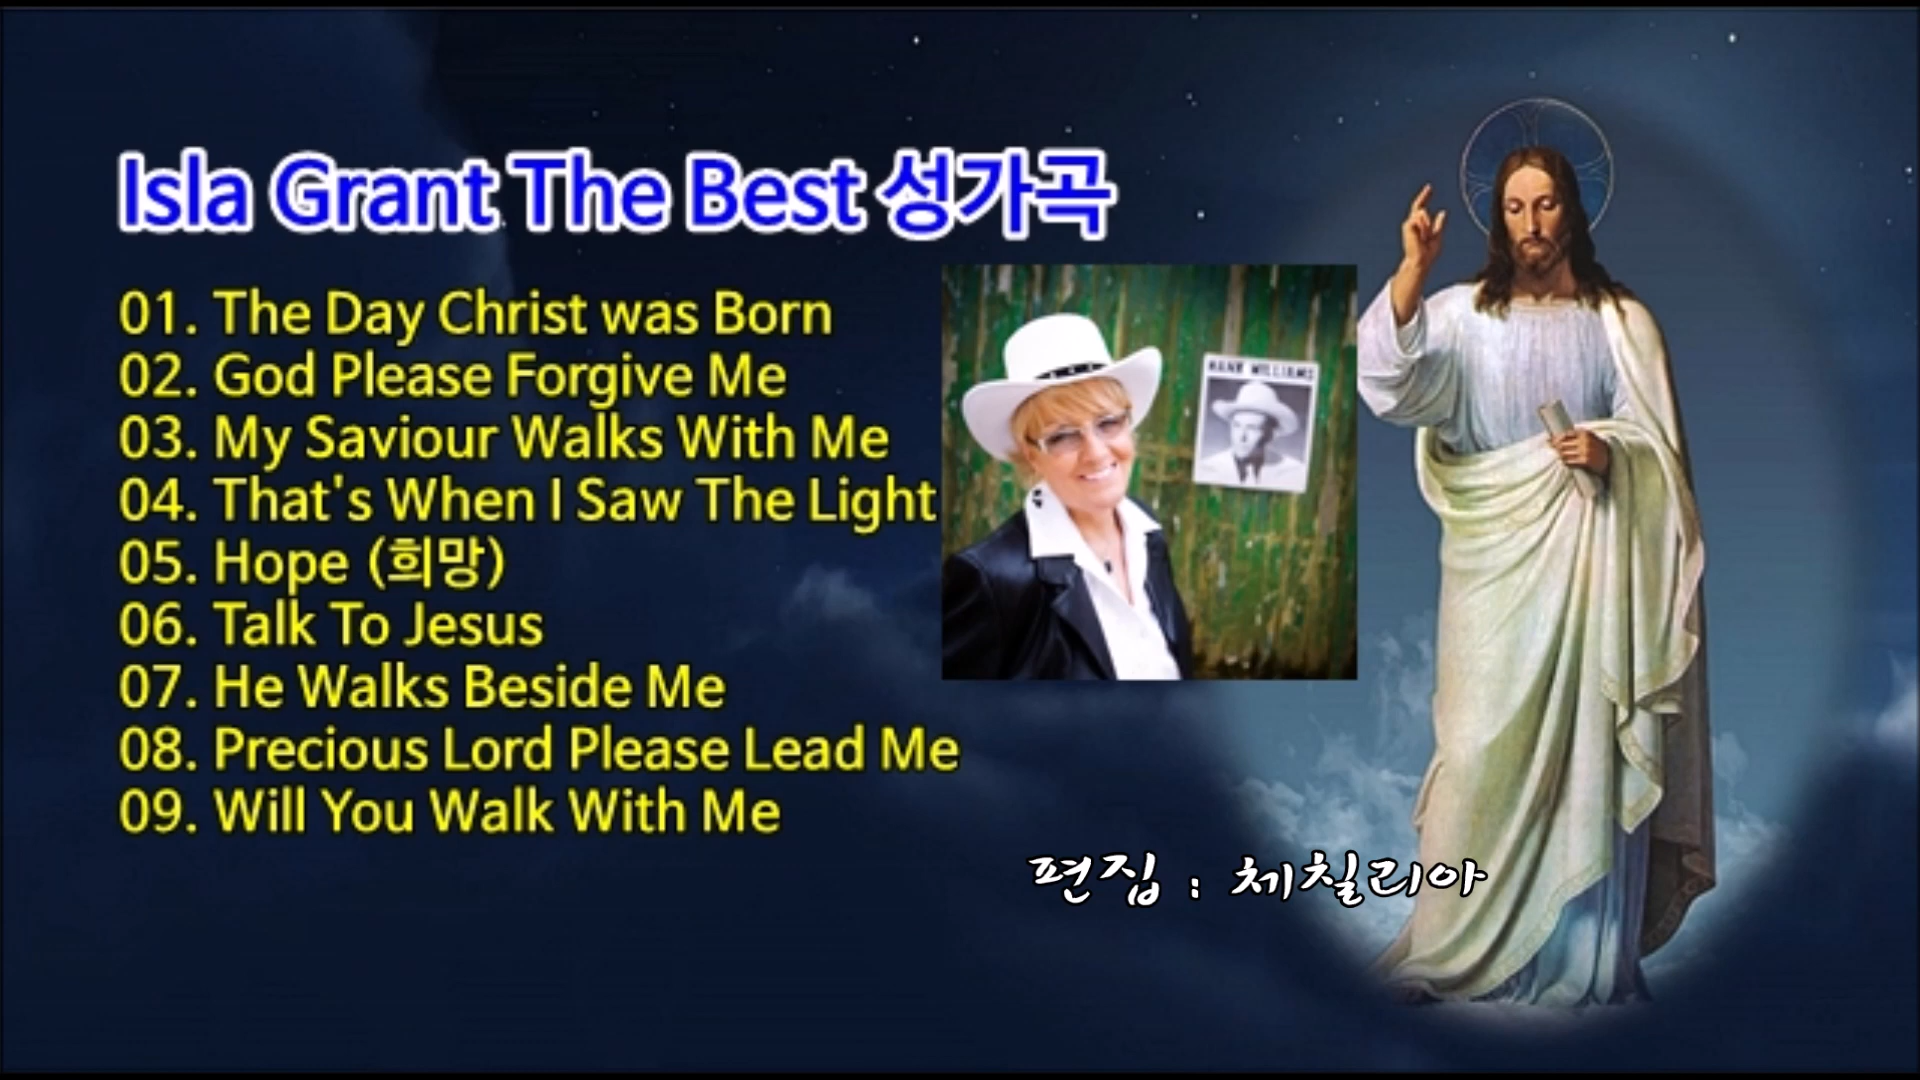 Isla Grant The Best 성가곡
01. The Day Christ was Born
02. God Please Forgive Me
03. My Saviour Walks With Me
04. That's When I Saw The Light
05. Hope (희망)
06. Talk To Jesus
07. He Walks Beside Me
08. Precious Lord Please Lead Me
09. Will You Walk With Me
HANK WILLIAMS
편집 : 체칠리아